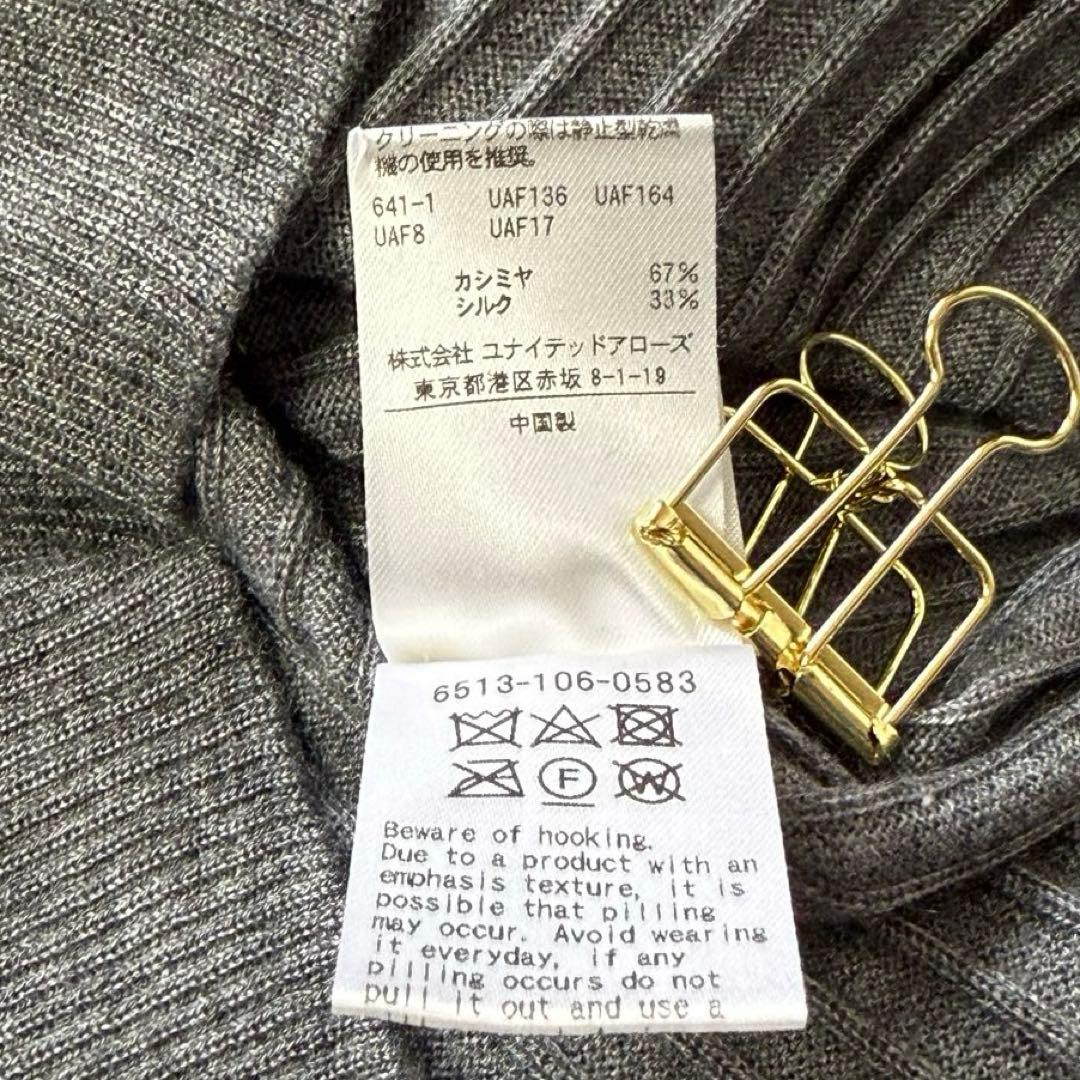 クリーニングの際は静止型乾燥
機の使用を推奨。
641-1 UAF136 UAF164
UAF8 UAF17
カシミヤ 67%
シルク 33%
株式会社 ユナイテッドアローズ
東京都港区赤坂 8-1-19
中国製
6513-106-0583
F W
Beware of hooking.
Due to a product with an
emphasis texture, it is
possible that pilling
may occur. Avoid wearing
it everyday, if any
pilling occurs do not
pull it out and use a